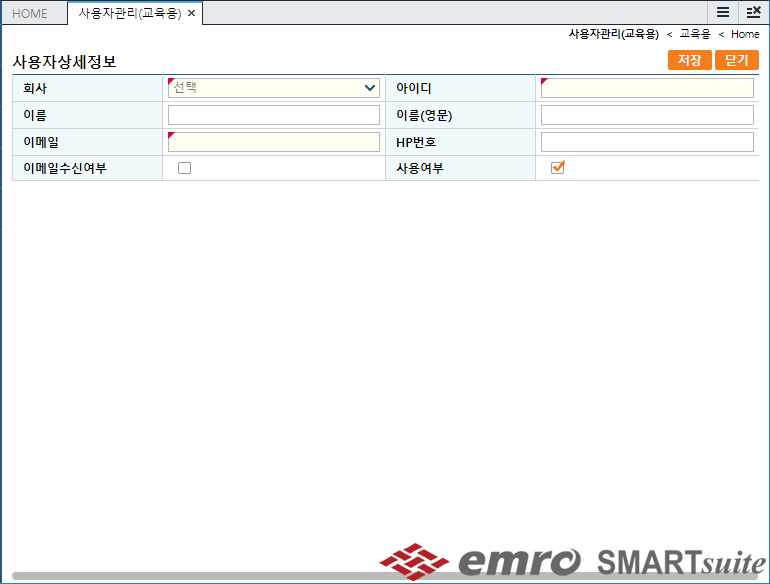 HOME 사용자관리(교육용) ×
사용자관리(교육용) < 교육용 < Home
사용자상세정보 저장 닫기
회사 선택 아이디
이름 이름(영문)
이메일 HP번호
이메일수신여부 사용여부
emro SMARTsuite